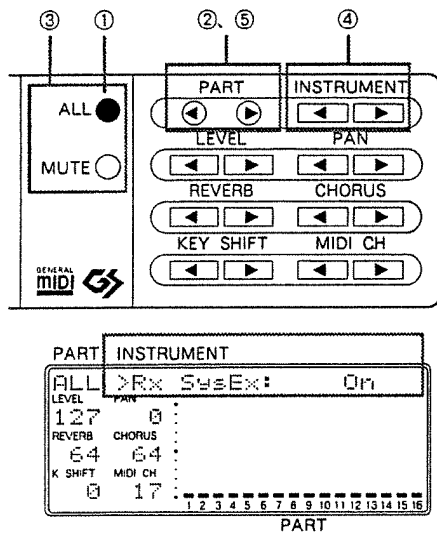 ③ ① ②、⑤ ④
PART INSTRUMENT
ALL
LEVEL PAN
MUTE
REVERB CHORUS
KEY SHIFT MIDI CH
GENERAL
MIDI GS
PART INSTRUMENT
ALL >Rx SysEx: On
LEVEL PAN
127 0
REVERB CHORUS
64 64
K SHIFT MIDI CH
0 17
1 2 3 4 5 6 7 8 9 10 11 12 13 14 15 16
PART